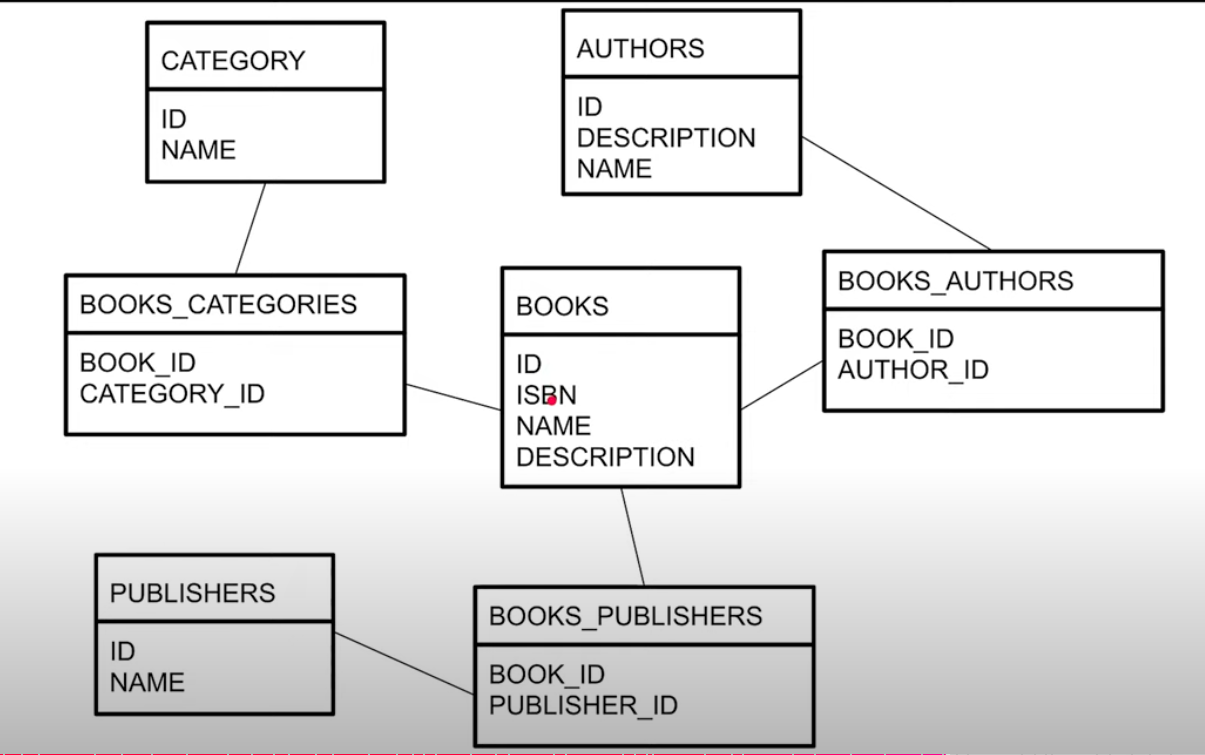 CATEGORY
ID
NAME
AUTHORS
ID
DESCRIPTION
NAME
BOOKS_CATEGORIES
BOOK_ID
CATEGORY_ID
BOOKS
ID
ISBN
NAME
DESCRIPTION
BOOKS_AUTHORS
BOOK_ID
AUTHOR_ID
PUBLISHERS
ID
NAME
BOOKS_PUBLISHERS
BOOK_ID
PUBLISHER_ID